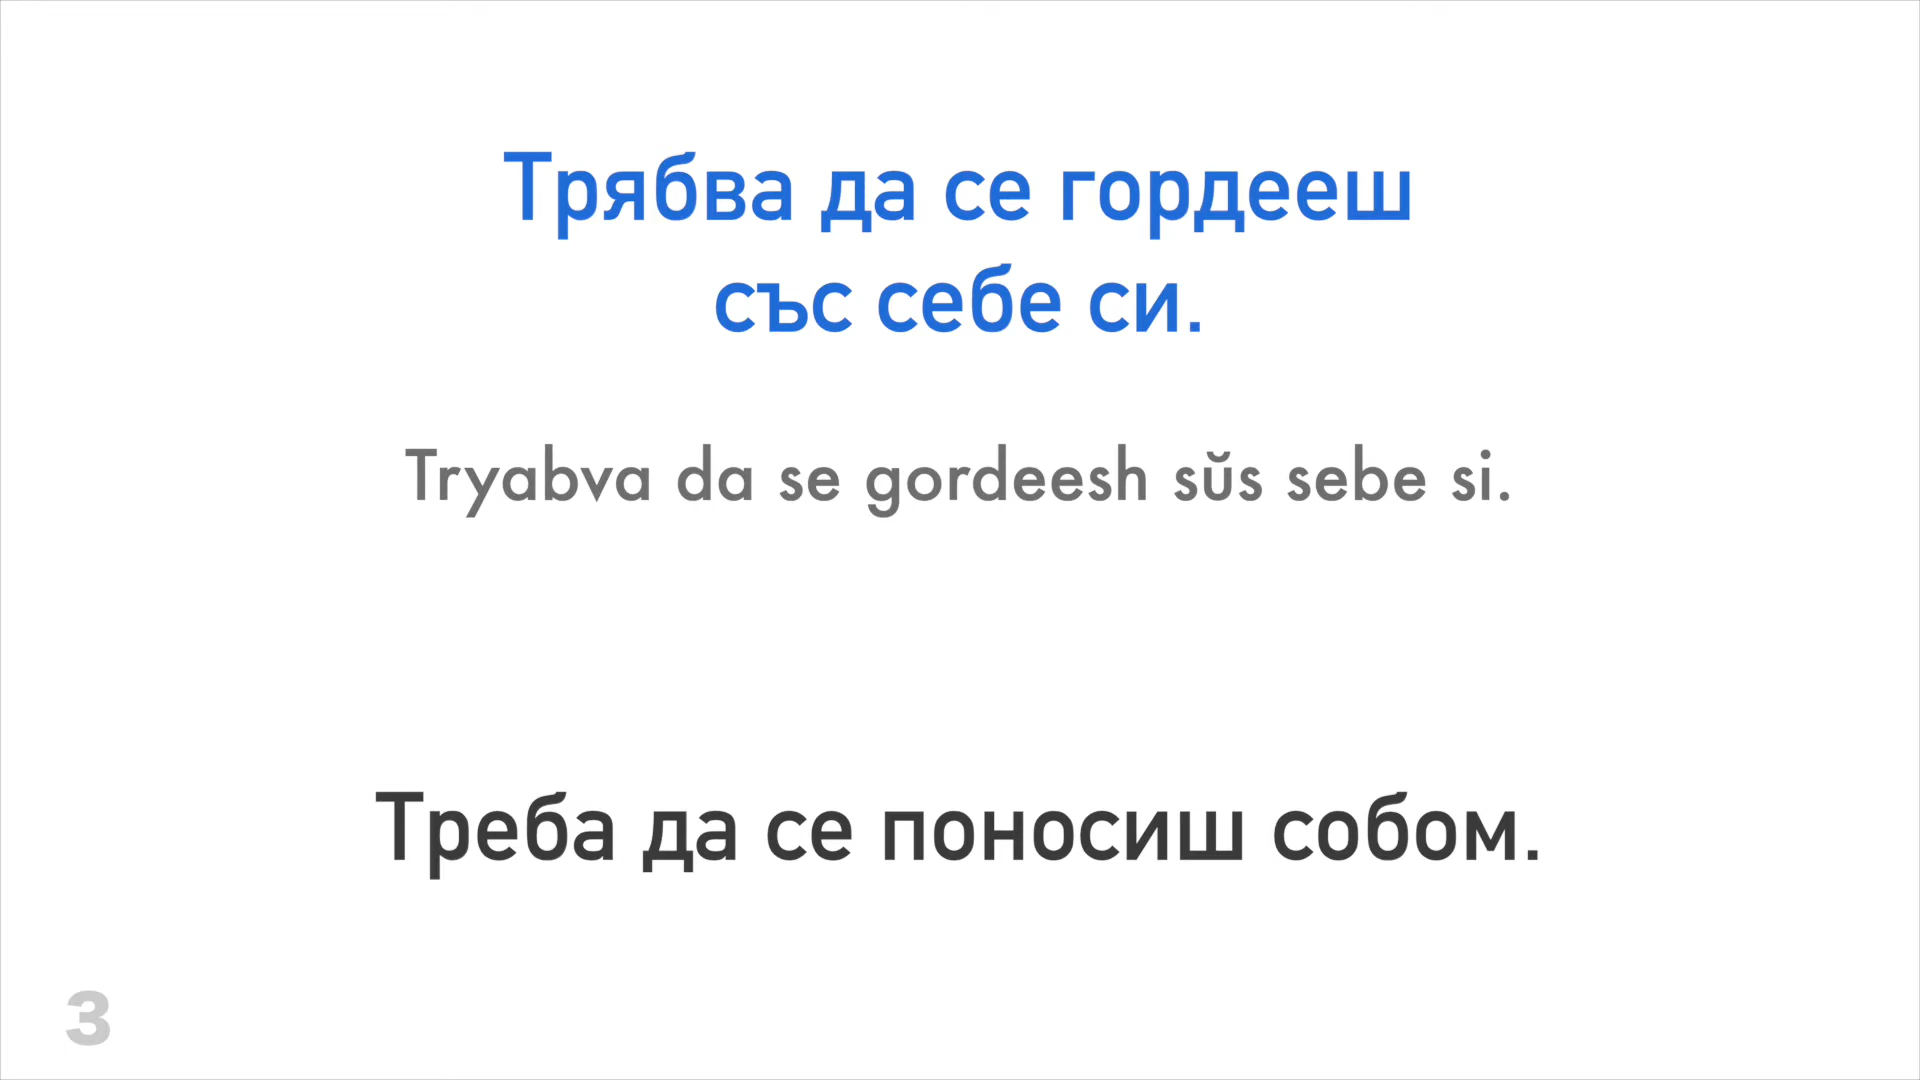 Трябва да се гордееш
със себе си.
Tryabva da se gordeesh sŭs sebe si.
Треба да се поносиш собом.
3